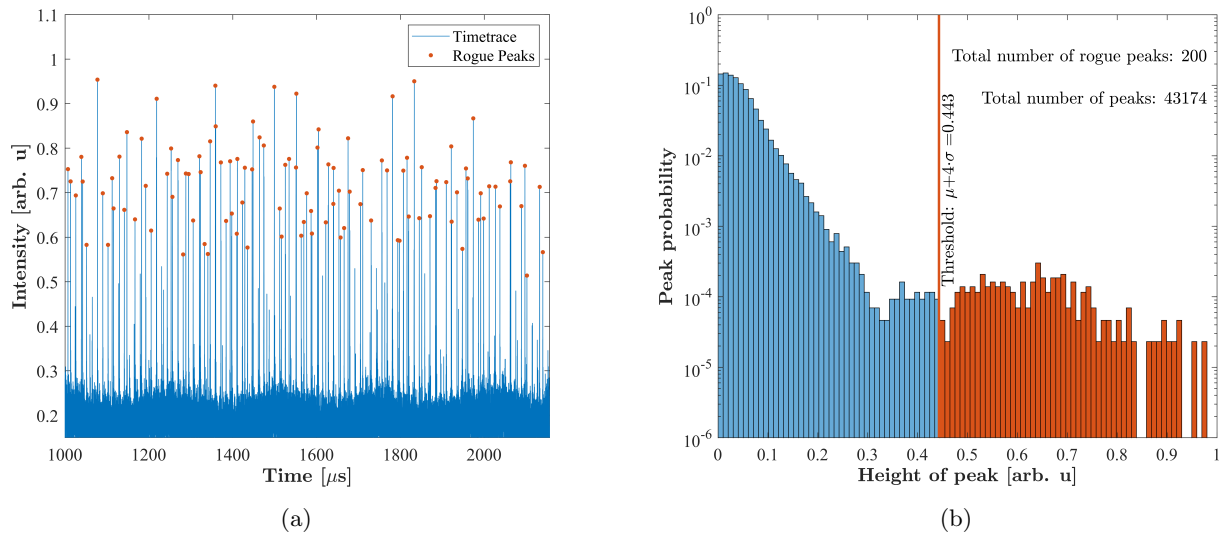 1.1
1
0.9
0.8
0.7
0.6
0.5
0.4
0.3
0.2
Intensity [arb. u]
Timetrace
Rogue Peaks
1000 1200 1400 1600 1800 2000
Time [μs]
(a)
10^0
10^-1
10^-2
10^-3
10^-4
10^-5
10^-6
Peak probability
Total number of rogue peaks: 200
Total number of peaks: 43174
Threshold: μ+4·σ =0.443
0 0.1 0.2 0.3 0.4 0.5 0.6 0.7 0.8 0.9 1
Height of peak [arb. u]
(b)